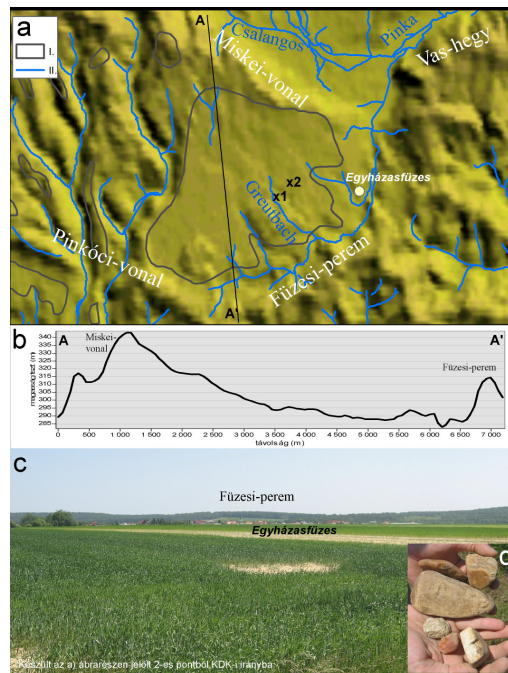 a
I.
II.
A
Csalangos
Pinka
Miskei-vonal
Vas-hegy
Egyházasfüzes
x2
x1
Greutbach
Pinkóci-vonal
Füzesi-perem
A'
b
A
Miskei-
vonal
Füzesi-perem
A'
magasság tszf (m)
340
335
330
325
320
315
310
305
300
295
290
285
0
500
1 000
1 500
2 000
2 500
3 000
3 500
4 000
4 500
5 000
5 500
6 000
6 500
7 000
távolság (m)
c
Füzesi-perem
Egyházasfüzes
Készült az a) ábrarészen jelölt 2-es pontból KDK-i irányba